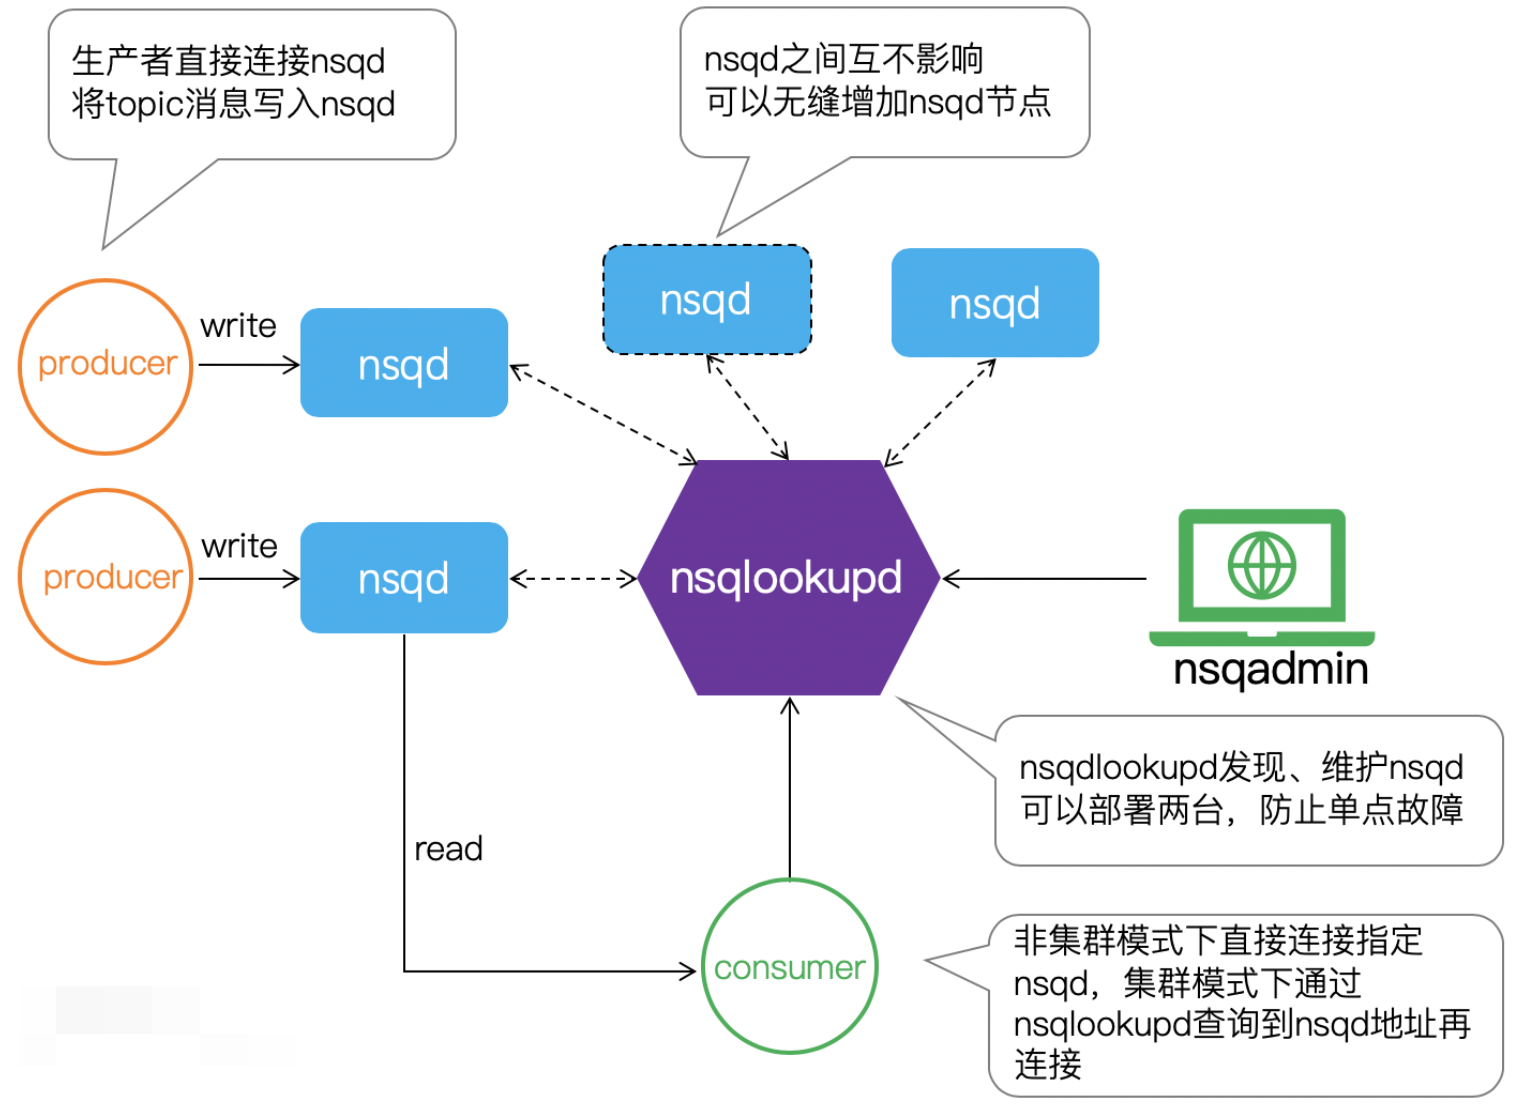 生产者直接连接nsqd
将topic消息写入nsqd
nsqd之间互不影响
可以无缝增加nsqd节点
nsqd
nsqd
write
producer
nsqd
write
producer
nsqd
nsqlookupd
nsqadmin
nsqdlookupd发现、维护nsqd
可以部署两台，防止单点故障
read
consumer
非集群模式下直接连接指定
nsqd，集群模式下通过
nsqlookupd查询到nsqd地址再
连接